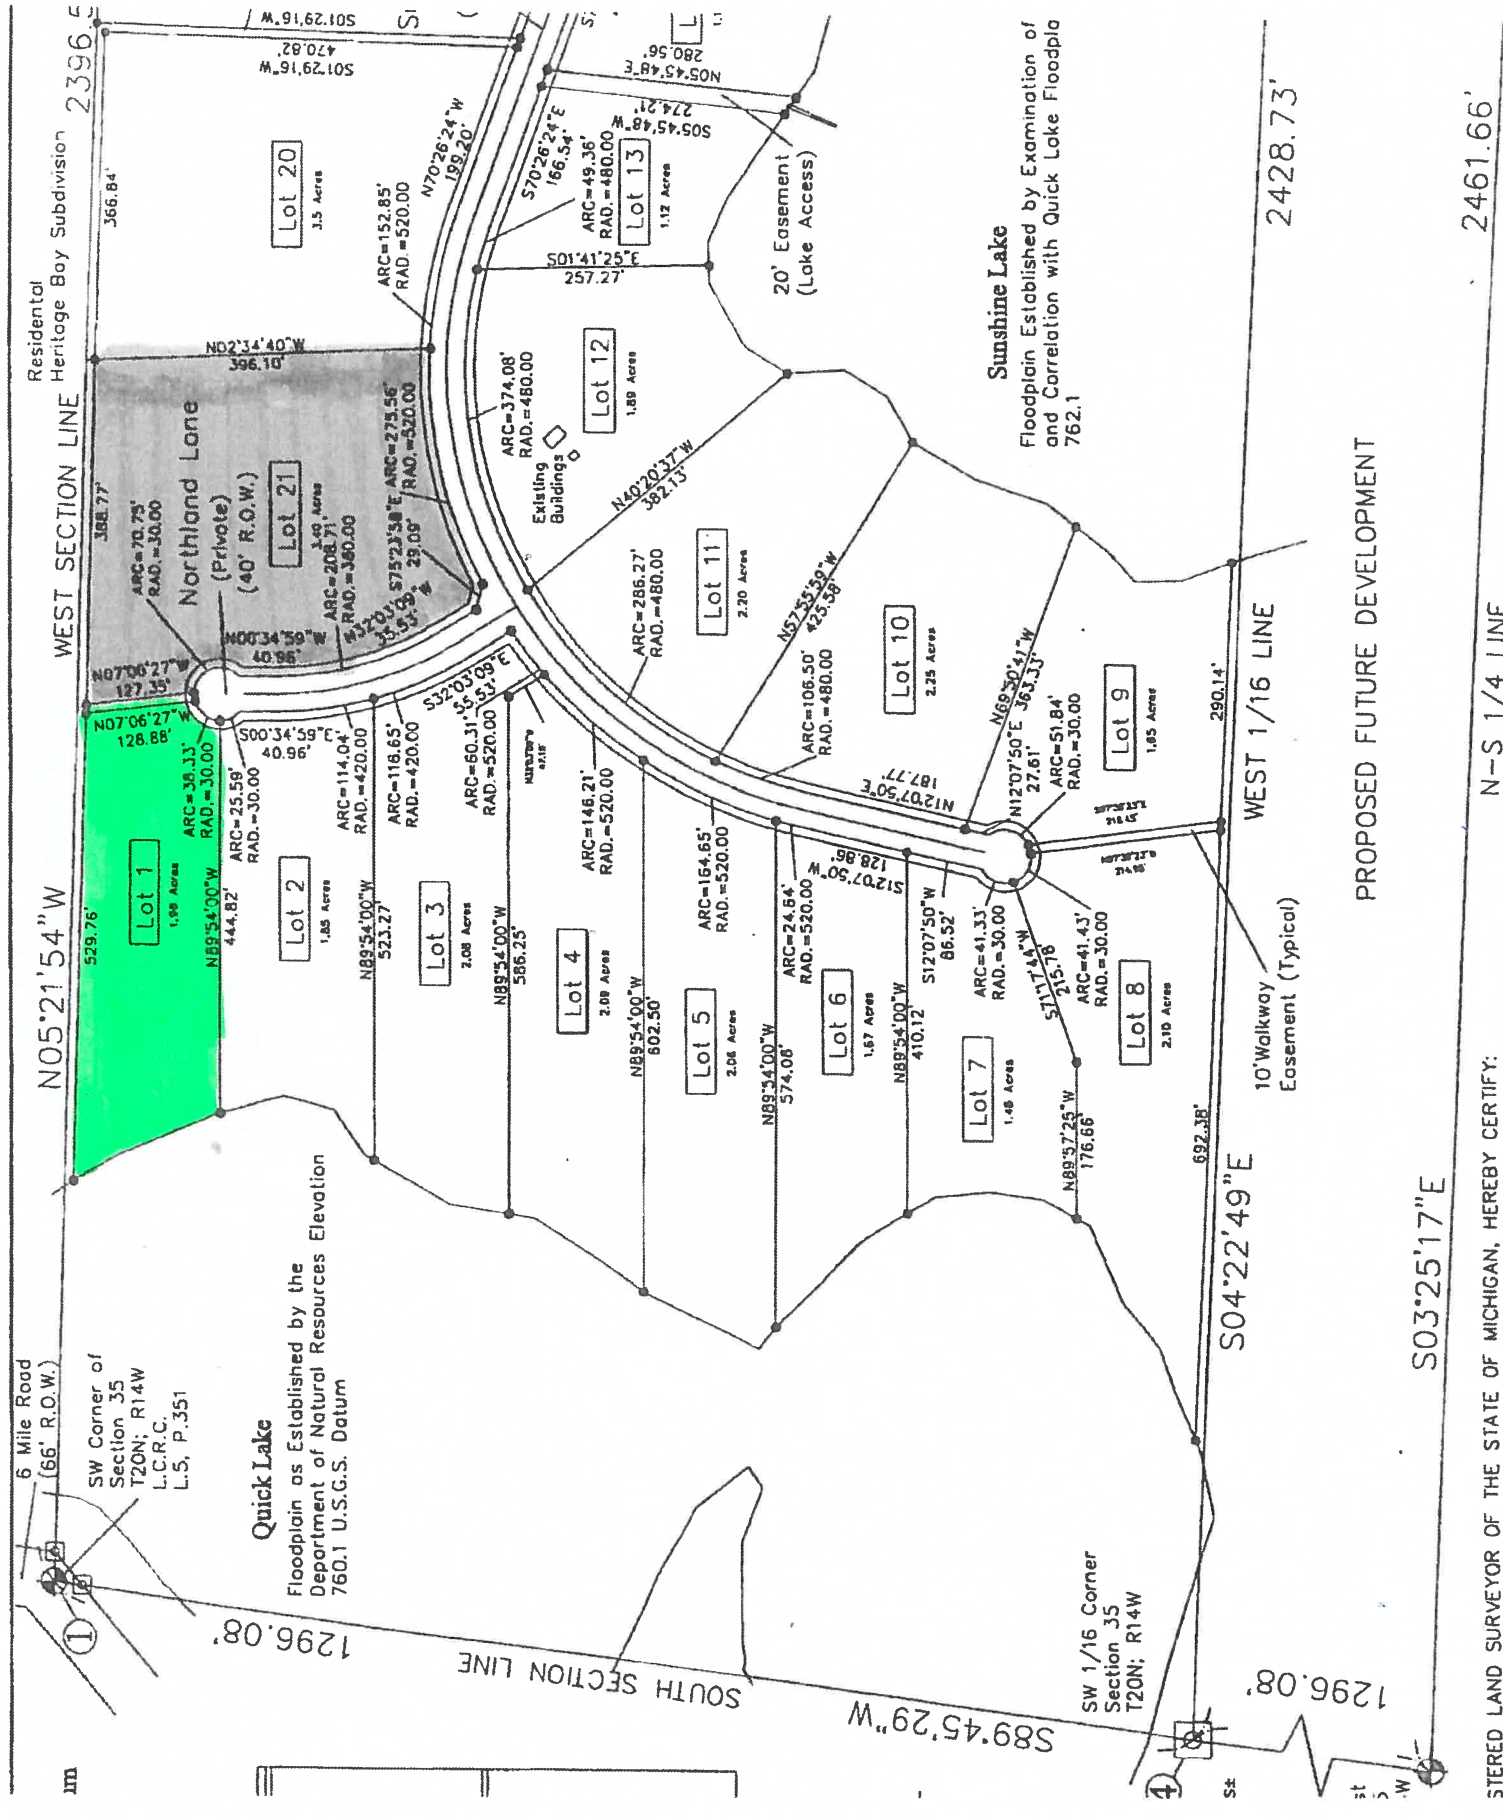 6 Mile Road
(66' R.O.W.)
SW Corner of
Section 35
T20N; R14W
L.C.R.C.
L.5, P.351
1
N05°21'54"W
WEST SECTION LINE
Residental
Heritage Bay Subdivision
2396
529.76'
388.77'
366.84'
S01°29'16"W
470.82'
S01°29'16"W
Lot 1
1.98 Acres
N07°06'27"W
128.88'
N07°06'27"W
127.35'
ARC=38.33'
RAD.=30.00
ARC=25.59'
RAD.=30.00
N89°54'00"W
444.82'
ARC=70.75'
RAD.=30.00
Northland Lane
(Private)
(40' R.O.W.)
Lot 21
3.40 Acres
ARC=208.71'
RAD.=380.00
N00°34'59"W
40.96'
N32°03'09"W
35.53'
S75°23'58"E
29.09'
ARC=275.56'
RAD.=520.00
N02°34'40"W
396.10'
Lot 20
3.5 Acres
ARC=152.85'
RAD.=520.00
N70°26'24"W
199.20'
S70°26'24"E
166.54'
ARC=49.36'
RAD.=480.00
Lot 13
1.12 Acres
S05°45'48"W
274.21'
N05°45'48"E
280.56'
S01°41'25"E
257.27'
20' Easement
(Lake Access)
Lot 2
1.85 Acres
S00°34'59"E
40.96'
ARC=114.04'
RAD.=420.00
N89°54'00"W
523.27'
Lot 3
2.08 Acres
ARC=116.65'
RAD.=420.00
S32°03'09"E
55.53'
ARC=60.31'
RAD.=520.00
N89°54'00"W
586.25'
Lot 4
2.09 Acres
ARC=146.21'
RAD.=520.00
N89°54'00"W
602.50'
Lot 5
2.06 Acres
ARC=164.65'
RAD.=520.00
N89°54'00"W
574.08'
Lot 6
1.67 Acres
ARC=24.64'
RAD.=520.00
S12°07'50"W
128.86'
N89°54'00"W
410.12'
Lot 7
1.46 Acres
S12°07'50"W
86.52'
ARC=41.33'
RAD.=30.00
S71°17'44"W
215.78
N89°57'25"W
176.66'
Lot 8
2.10 Acres
ARC=41.43'
RAD.=30.00
Lot 12
1.89 Acres
ARC=374.08'
RAD.=480.00
Existing
Buildings
N40°20'37"W
382.13'
Lot 11
2.20 Acres
ARC=286.27'
RAD.=480.00
N57°55'59"W
425.58'
Lot 10
2.25 Acres
ARC=106.50'
RAD.=480.00
N12°07'50"E
187.77'
N69°50'41"W
363.33'
N12°07'50"E
27.61'
ARC=51.84'
RAD.=30.00
Lot 9
1.65 Acres
290.14'
692.38'
10'Walkway
Easement (Typical)
WEST 1/16 LINE
S04°22'49"E
2428.73'
Sunshine Lake
Floodplain Established by Examination of
and Correlation with Quick Lake Floodpla
762.1
Quick Lake
Floodplain as Established by the
Department of Natural Resources Elevation
760.1 U.S.G.S. Datum
1296.08'
SOUTH SECTION LINE
S89°45'29"W
SW 1/16 Corner
Section 35
T20N; R14W
4
1296.08'
PROPOSED FUTURE DEVELOPMENT
S03°25'17"E
N-S 1/4 LINE
2461.66'
STERED LAND SURVEYOR OF THE STATE OF MICHIGAN, HEREBY CERTIFY: